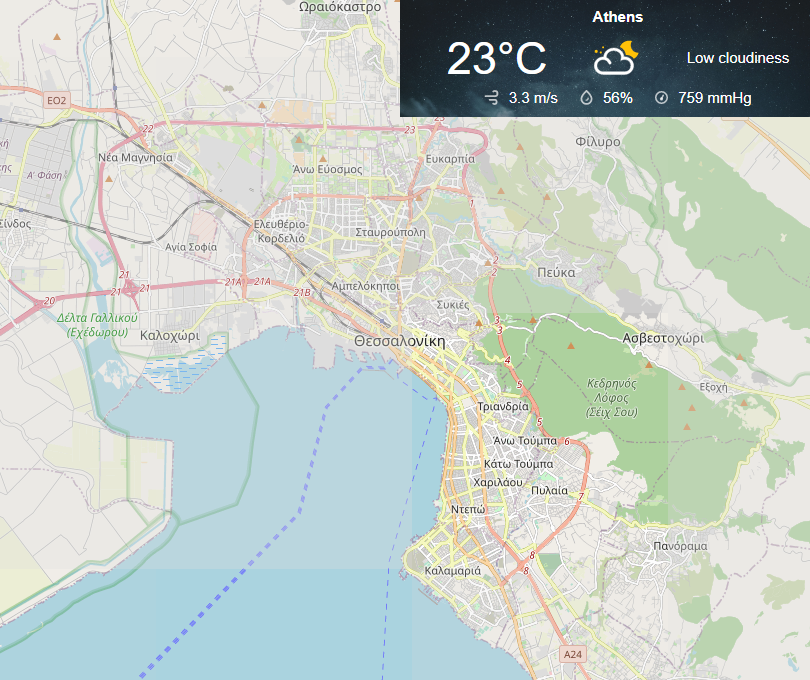 Ωραιόκαστρο
Athens
23°C
Low cloudiness
3.3 m/s
56%
759 mmHg
EO2
22
23
23
Νέα Μαγνησία
Φίλυρο
Ευκαρπία
Άνω Εύοσμος
Α' Φάση
1
Σίνδος
Ελευθέριο-
Κορδελιό
Σταυρούπολη
Αγία Σοφία
2
2
Πεύκα
21
21
21A
21A
21B
20
Αμπελόκηποι
Συκιές
Δέλτα Γαλλικού
(Εχέδωρου)
Καλοχώρι
3
3
Θεσσαλονίκη
Ασβεστοχώρι
4
5
Κεδρηνός
Λόφος
(Σέιχ Σου)
Εξοχή
Τριανδρία
5
Άνω Τούμπα
6
Κάτω Τούμπα
Χαριλάου
Πυλαία
7
Ντεπώ
Πανόραμα
8
8
Καλαμαριά
A24